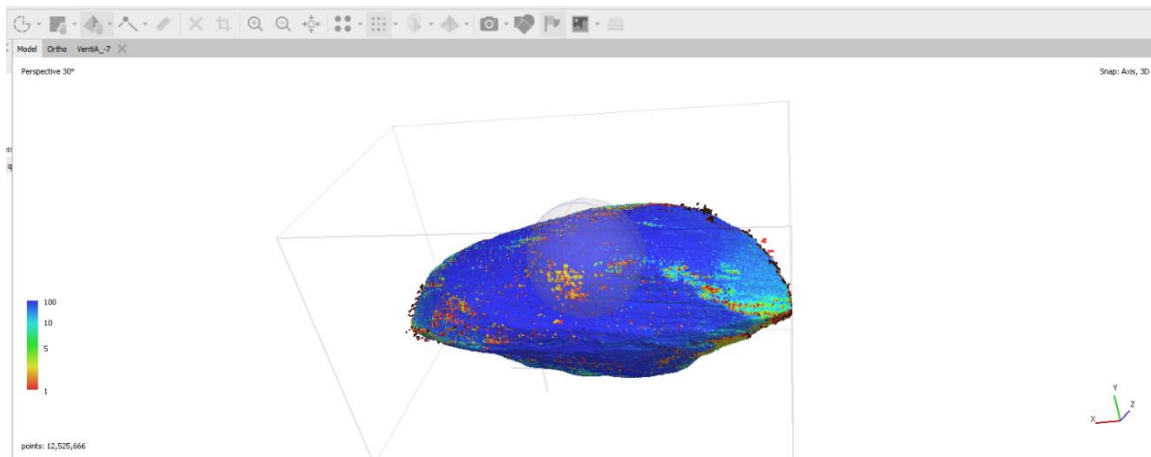 Model Ortho VentiA_-7
Perspective 30°
Snap: Axis, 3D
100
10
5
1
Y
Z
X
points: 12,525,666